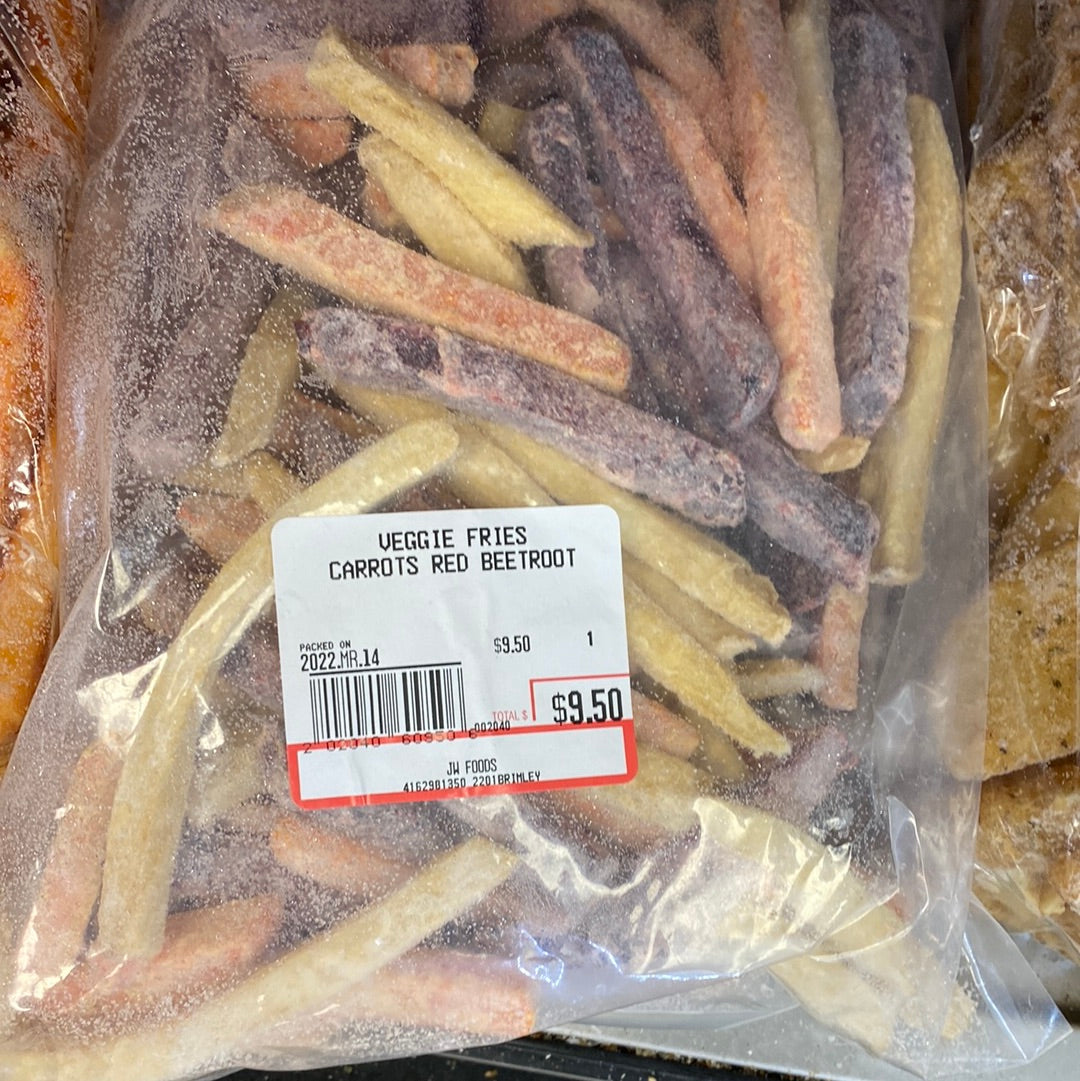 VEGGIE FRIES
CARROTS RED BEETROOT
PACKED ON
2022.MR.14
$9.50 1
TOTAL $ $9.50
002040
JW FOODS
4162981350 2201BRIMLEY